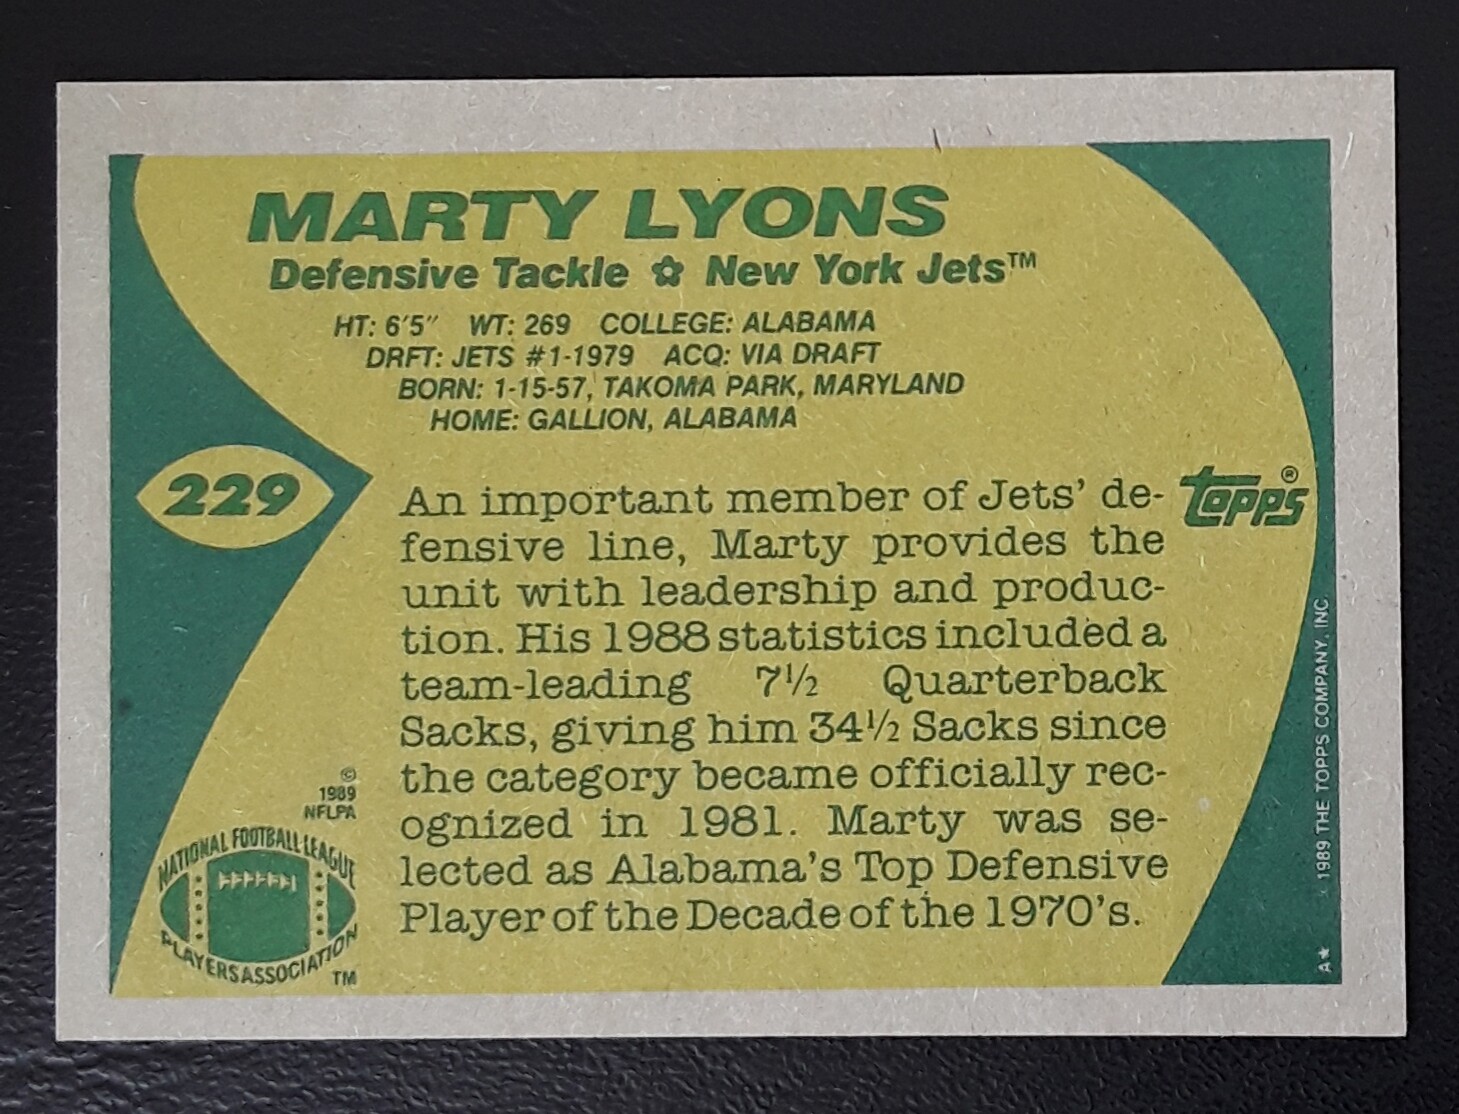 MARTY LYONS
Defensive Tackle ✩ New York Jets™
HT: 6'5" WT: 269 COLLEGE: ALABAMA
DRFT: JETS #1-1979 ACQ: VIA DRAFT
BORN: 1-15-57, TAKOMA PARK, MARYLAND
HOME: GALLION, ALABAMA
229
An important member of Jets' de-
fensive line, Marty provides the
unit with leadership and produc-
tion. His 1988 statistics included a
team-leading 7½ Quarterback
Sacks, giving him 34½ Sacks since
the category became officially rec-
ognized in 1981. Marty was se-
lected as Alabama's Top Defensive
Player of the Decade of the 1970's.
topps®
©
1989
NFLPA
NATIONAL FOOTBALL LEAGUE
PLAYERS ASSOCIATION
TM
A★ 1989 THE TOPPS COMPANY, INC.